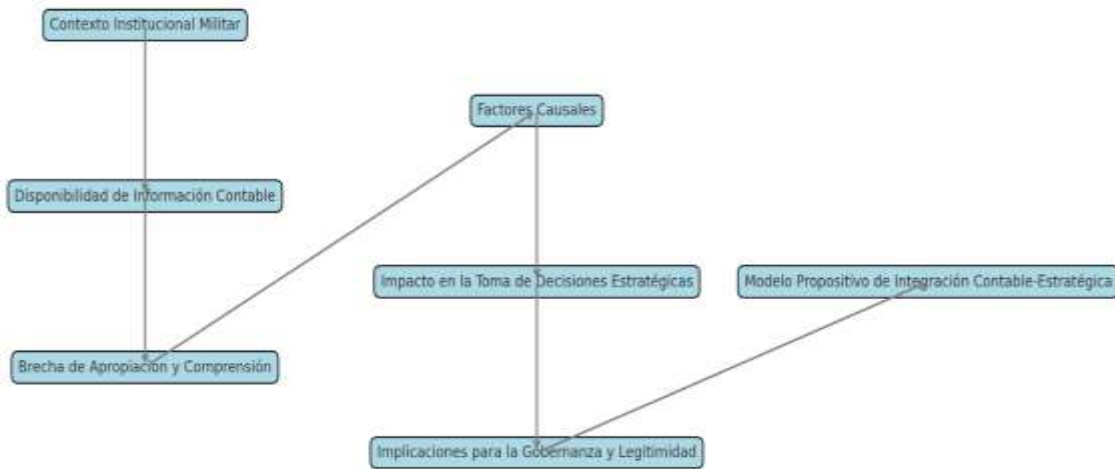 Contexto Institucional Militar
Disponibilidad de Información Contable
Brecha de Apropiación y Comprensión
Factores Causales
Impacto en la Toma de Decisiones Estratégicas
Implicaciones para la Gobernanza y Legitimidad
Modelo Propositivo de Integración Contable-Estratégica